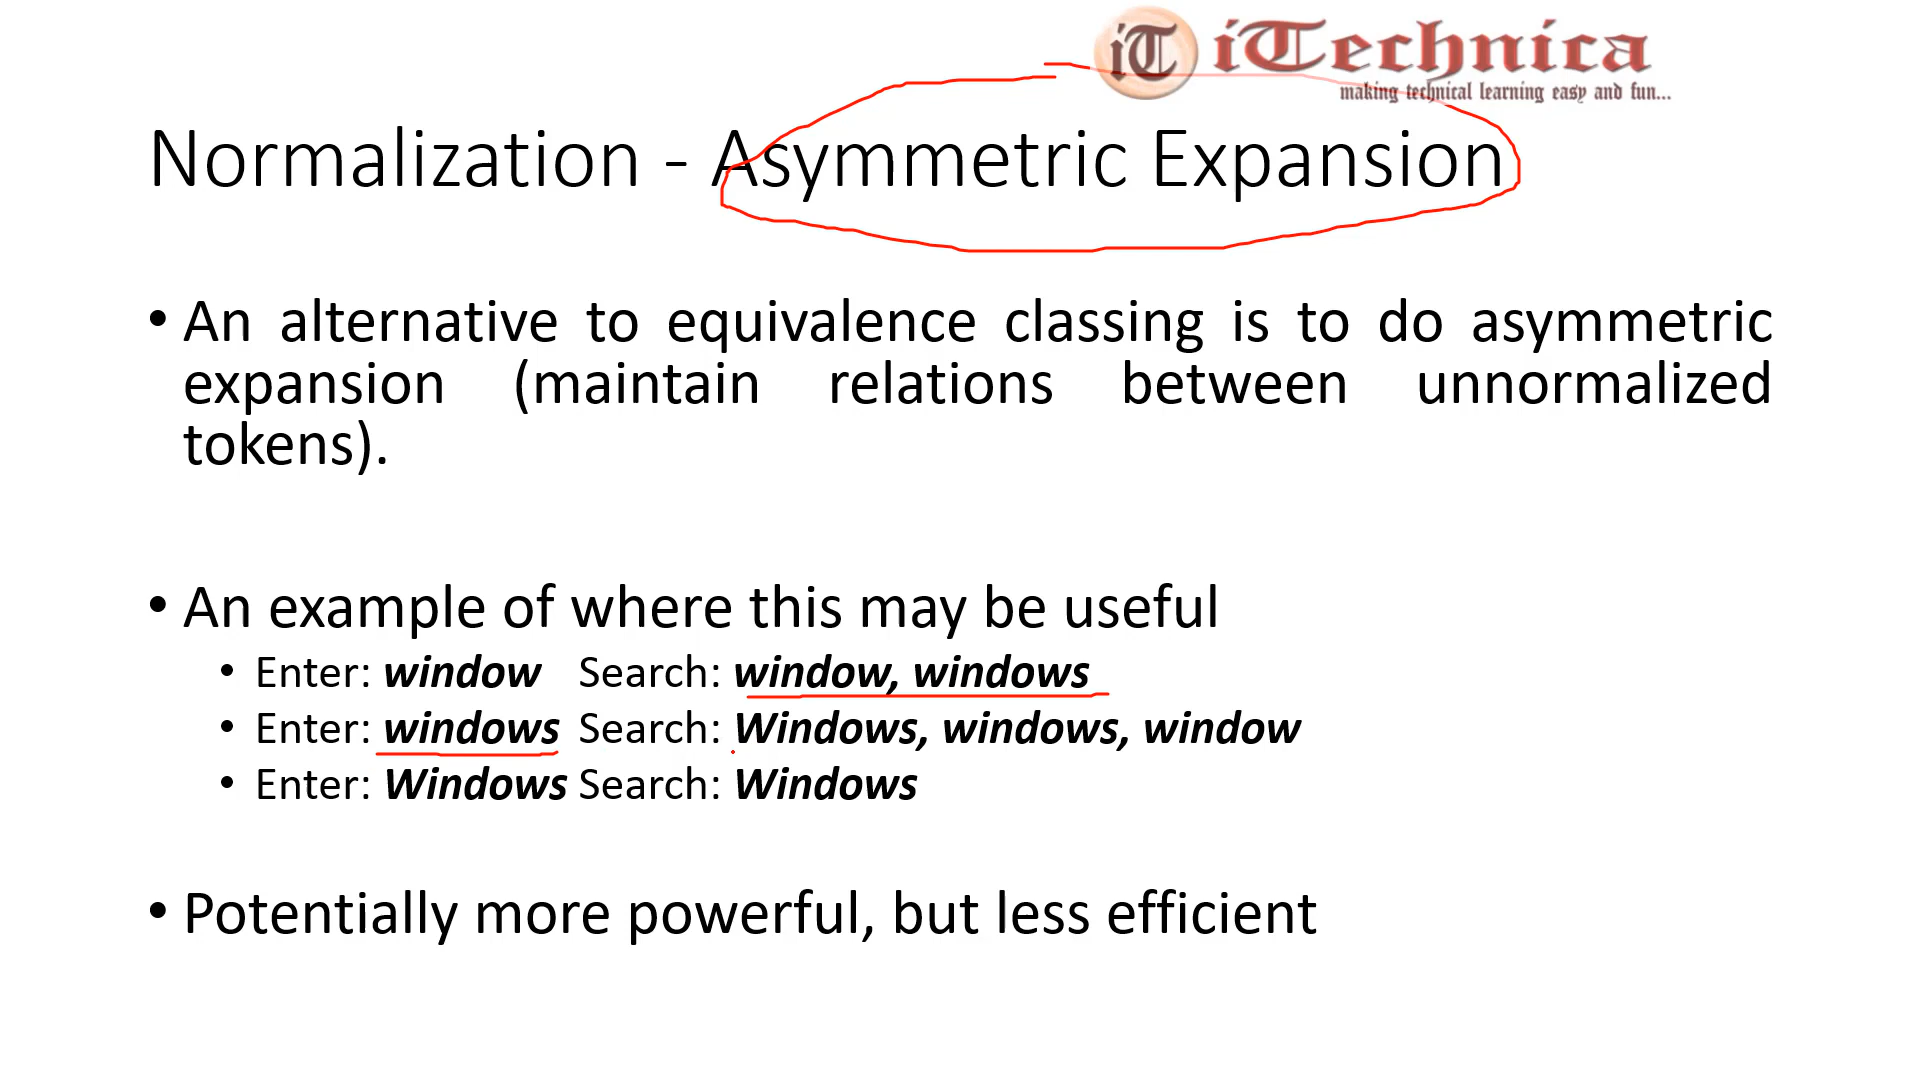 iT iTechnica
making technical learning easy and fun...
Normalization - Asymmetric Expansion
• An alternative to equivalence classing is to do asymmetric
expansion (maintain relations between unnormalized
tokens).
• An example of where this may be useful
• Enter: window Search: window, windows
• Enter: windows Search: Windows, windows, window
• Enter: Windows Search: Windows
• Potentially more powerful, but less efficient